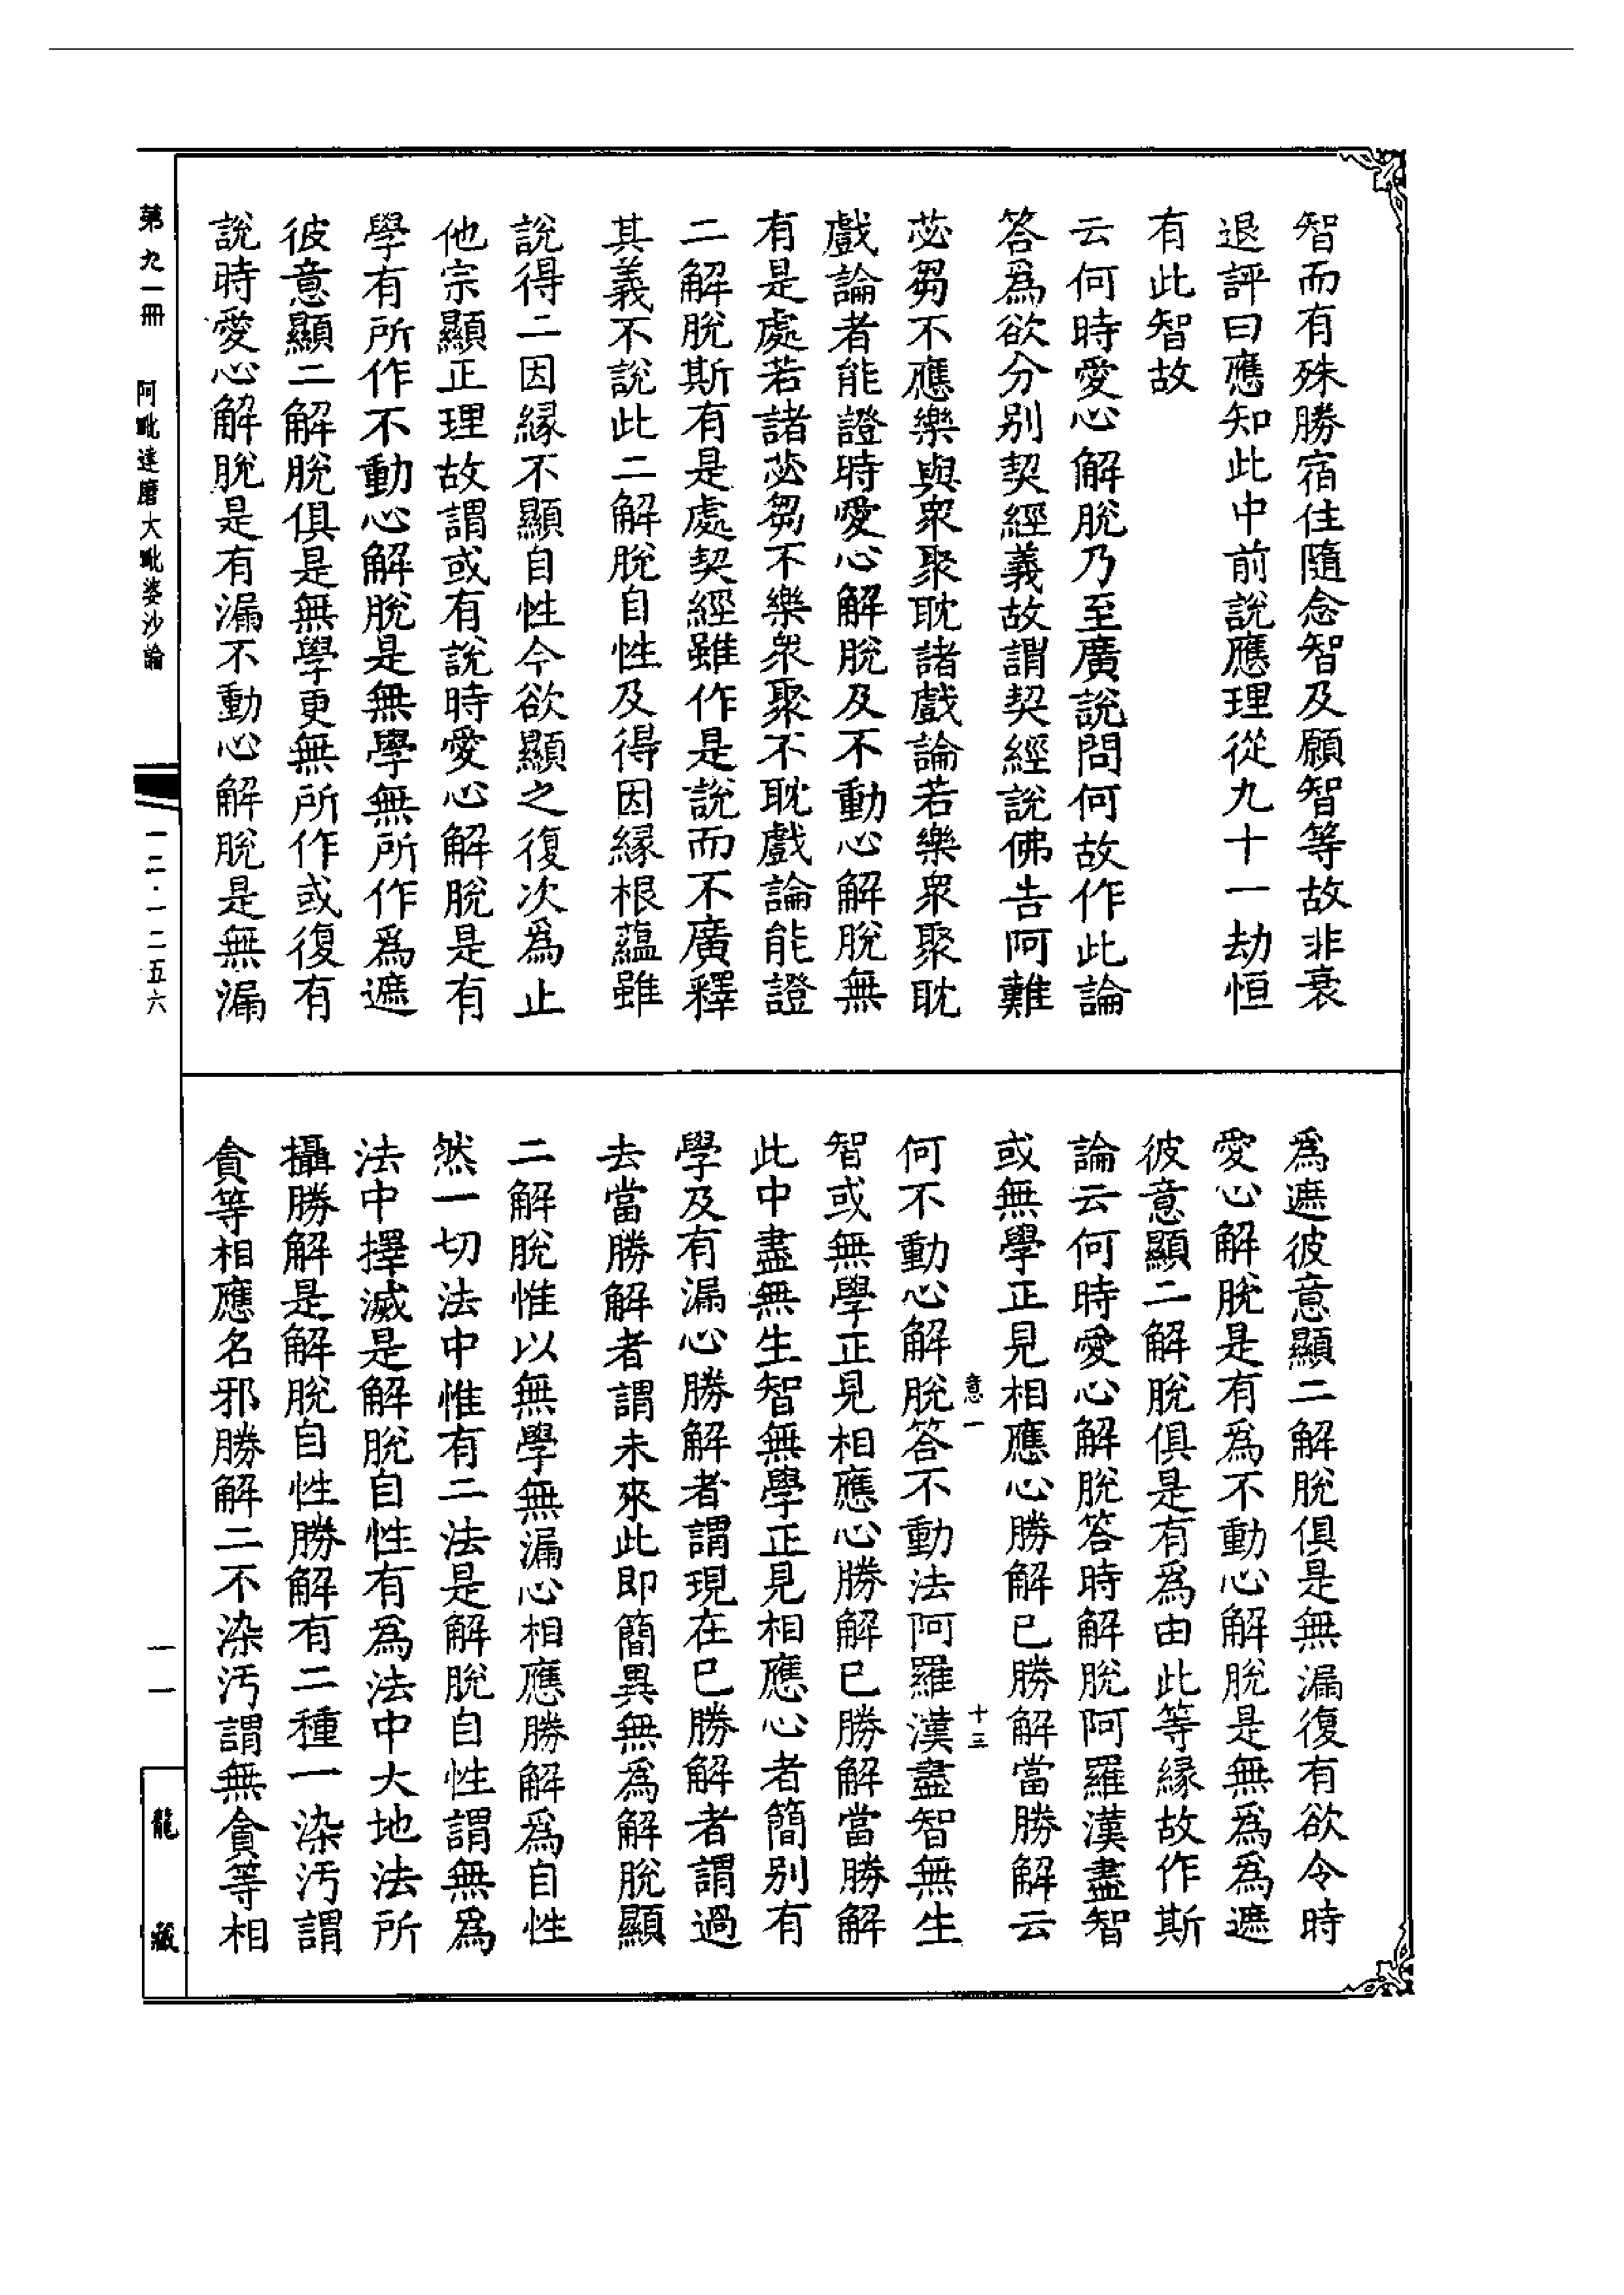 智而有殊勝宿住隨念智及願智等故非衰
退評曰應知此中前說應理從九十一劫恒
有此智故
云何時愛心解脫乃至廣說問何故作此論
答爲欲分別契經義故謂契經說佛告阿難
苾芻不應樂與衆聚耽諸戲論若樂衆聚耽
戲論者能證時愛心解脫及不動心解脫無
有是處若諸苾芻不樂衆聚不耽戲論能證
二解脫斯有是處契經雖作是說而不廣釋
其義不說此二解脫自性及得因緣根蘊雖
說得二因緣不顯自性今欲顯之復次爲止
他宗顯正理故謂或有說時愛心解脫是有
學有所作不動心解脫是無學無所作爲遮
彼意顯二解脫俱是無學更無所作或復有
說時愛心解脫是有漏不動心解脫是無漏
爲遮彼意顯二解脫俱是無漏復有欲令時
愛心解脫是有爲不動心解脫是無爲爲遮
彼意顯二解脫俱是有爲由此等緣故作斯
論云何時愛心解脫答時解脫阿羅漢盡智
或無學正見相應心勝解已勝解當勝解云
意一
十三
何不動心解脫答不動法阿羅漢盡智無生
智或無學正見相應心勝解已勝解當勝解
此中盡無生智無學正見相應心者簡別有
學及有漏心勝解者謂現在已勝解者謂過
去當勝解者謂未來此即簡異無爲解脫顯
二解脫惟以無學無漏心相應勝解爲自性
然一切法中惟有二法是解脫自性謂無爲
法中擇滅是解脫自性有爲法中大地法所
攝勝解是解脫自性勝解有二種一染汚謂
貪等相應名邪勝解二不染汚謂無貪等相
第九一冊
阿毗達磨大毗婆沙論
一二·一二五六
一一
龍藏